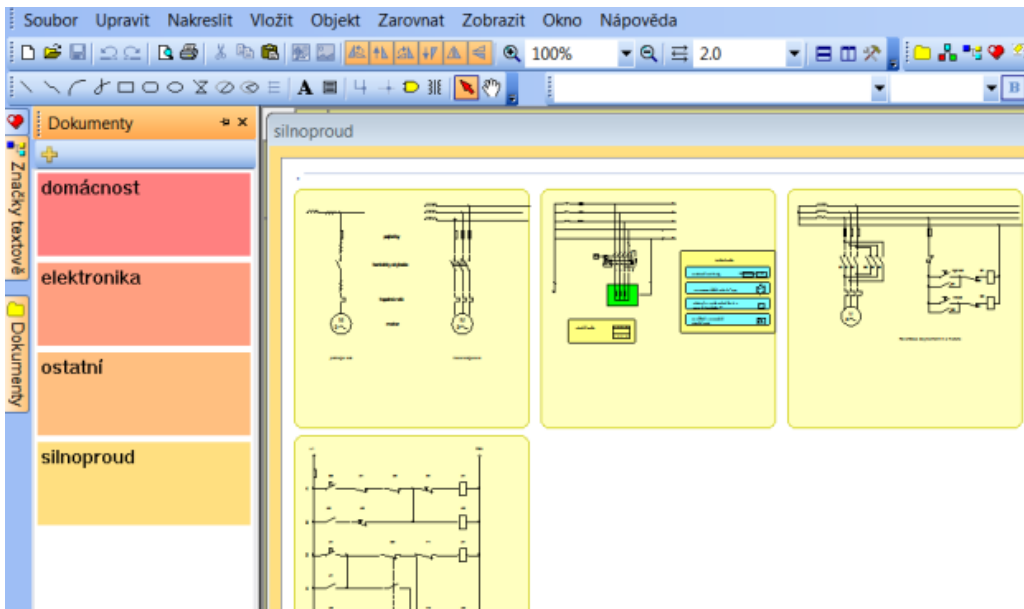 Soubor Upravit Nakreslit Vložit Objekt Zarovnat Zobrazit Okno Nápověda
100% 2.0
A B
Dokumenty
silnoproud
Značky textově
Dokumenty
domácnost
elektronika
ostatní
silnoproud